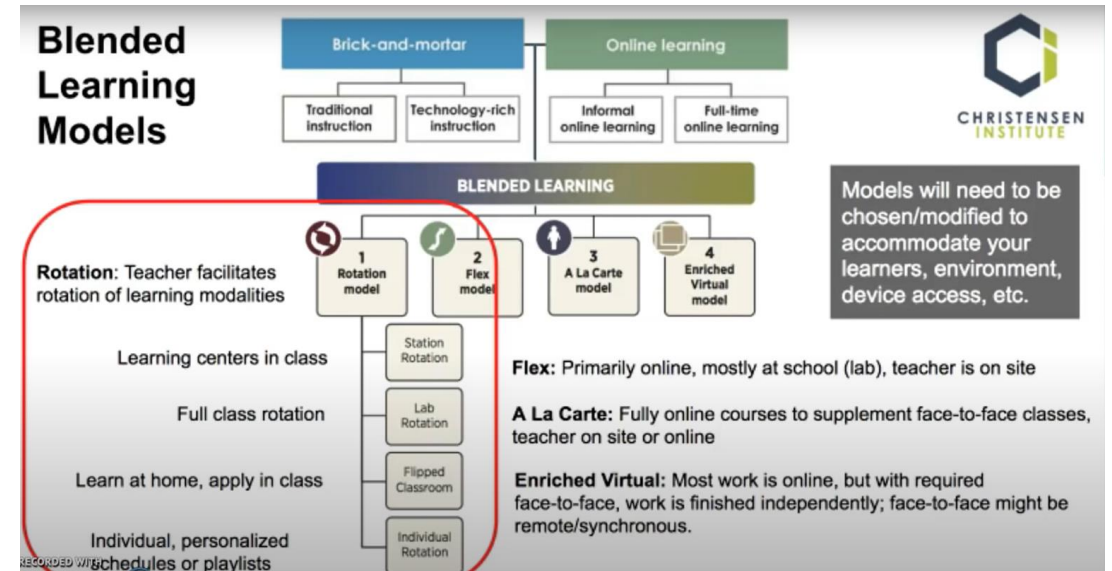 Blended
Learning
Models
Brick-and-mortar
Online learning
Traditional
instruction
Technology-rich
instruction
Informal
online learning
Full-time
online learning
CHRISTENSEN
INSTITUTE
BLENDED LEARNING
Models will need to be
chosen/modified to
accommodate your
learners, environment,
device access, etc.
1
Rotation
model
2
Flex
model
3
A La Carte
model
4
Enriched
Virtual
model
Rotation: Teacher facilitates
rotation of learning modalities
Learning centers in class
Station
Rotation
Full class rotation
Lab
Rotation
Learn at home, apply in class
Flipped
Classroom
Individual, personalized
schedules or playlists
Individual
Rotation
Flex: Primarily online, mostly at school (lab), teacher is on site
A La Carte: Fully online courses to supplement face-to-face classes,
teacher on site or online
Enriched Virtual: Most work is online, but with required
face-to-face, work is finished independently; face-to-face might be
remote/synchronous.
RECORDED WITH